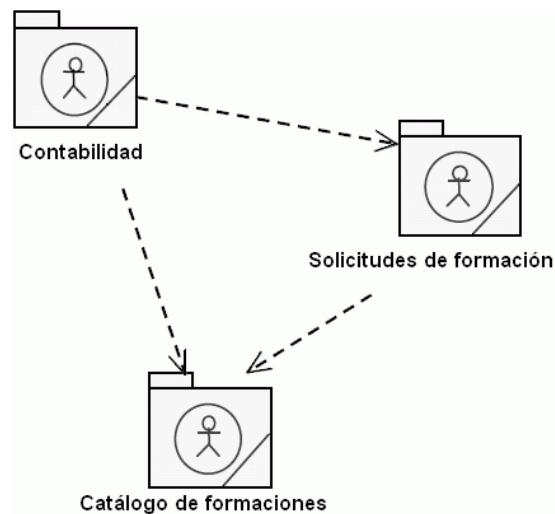 Contabilidad
Solicitudes de formación
Catálogo de formaciones